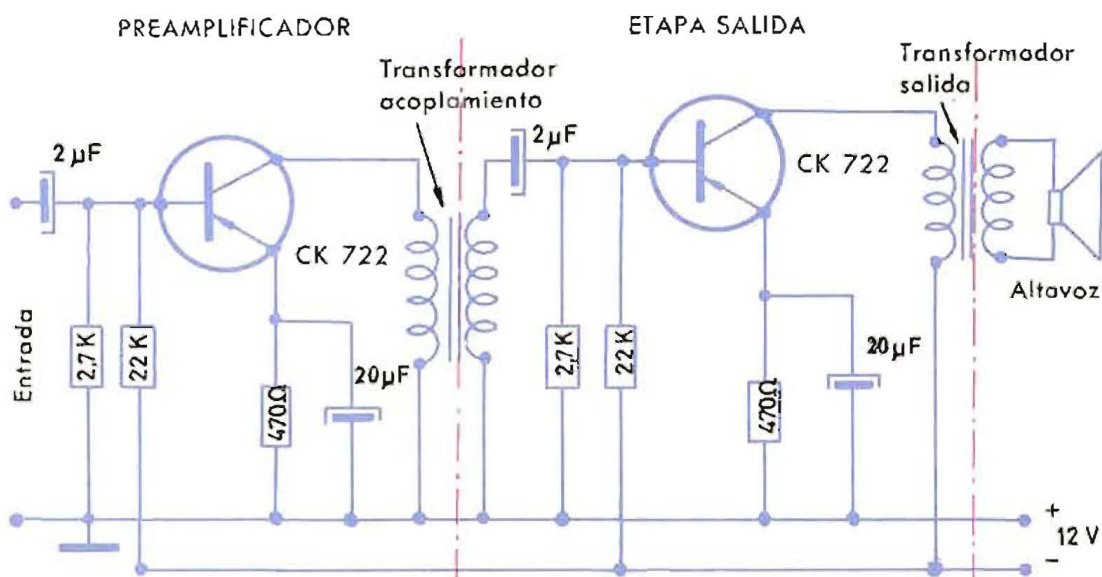 PREAMPLIFICADOR
ETAPA SALIDA
Transformador
acoplamiento
Transformador
salida
2 µF
2 µF
CK 722
CK 722
Entrada
2,7 K
22 K
470Ω
20µF
2,7 K
22 K
470Ω
20µF
Altavoz
+
12 V
−